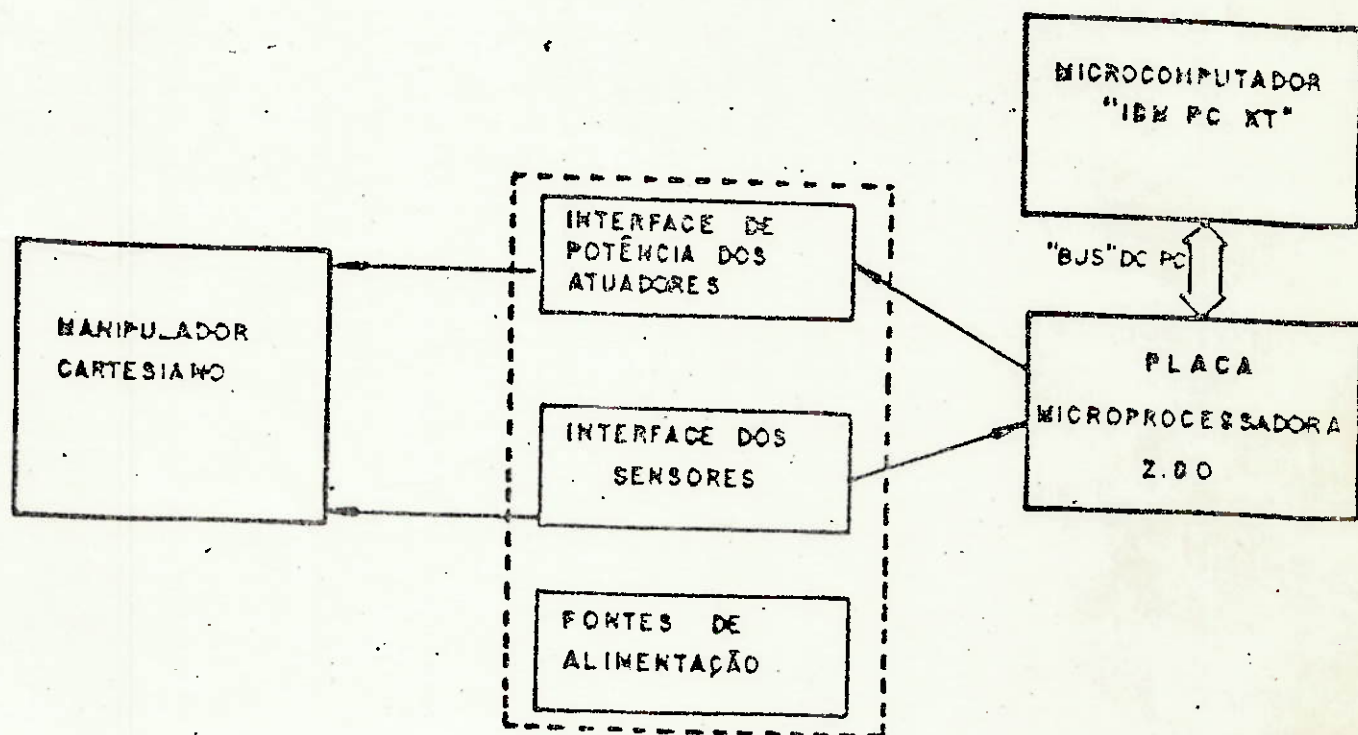 MICROCOMPUTADOR
"IBM PC XT"
INTERFACE DE
POTÊNCIA DOS
ATUADORES
"BUS" DO PC
MANIPULADOR
CARTESIANO
PLACA
MICROPROCESSADORA
Z.80
INTERFACE DOS
SENSORES
FONTES DE
ALIMENTAÇÃO